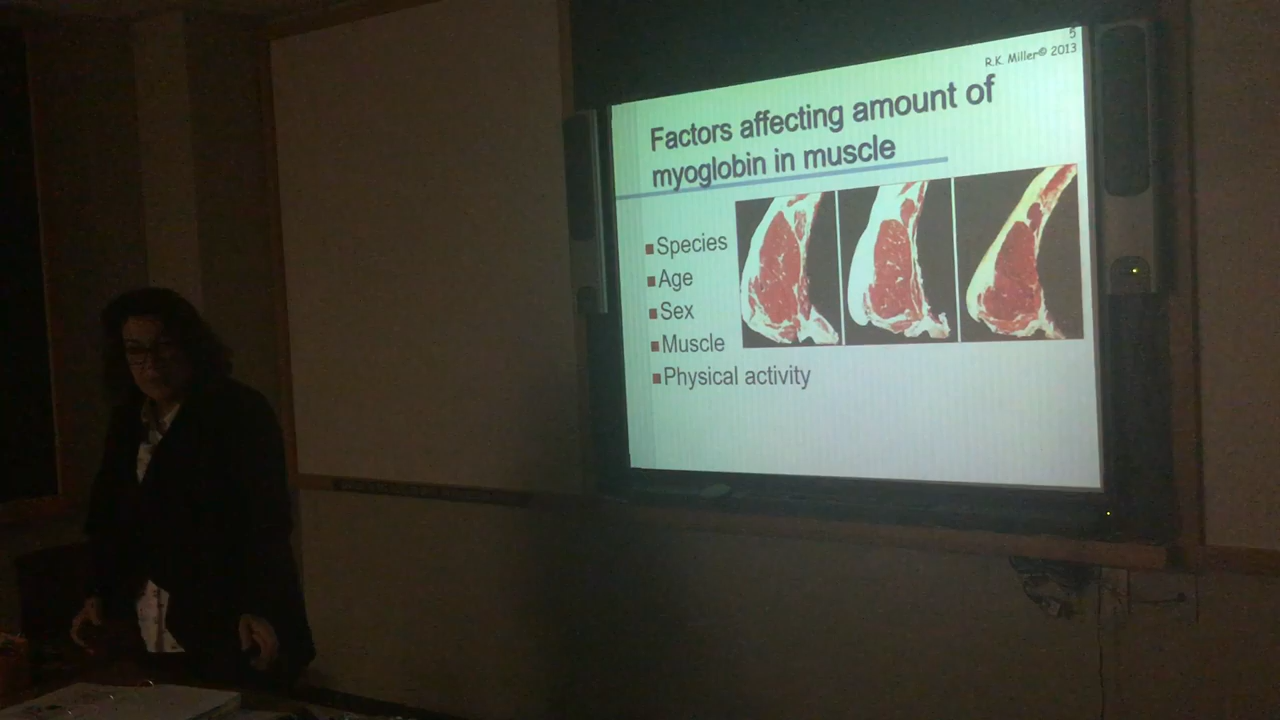 5
R.K. Miller© 2013
Factors affecting amount of
myoglobin in muscle
Species
Age
Sex
Muscle
Physical activity